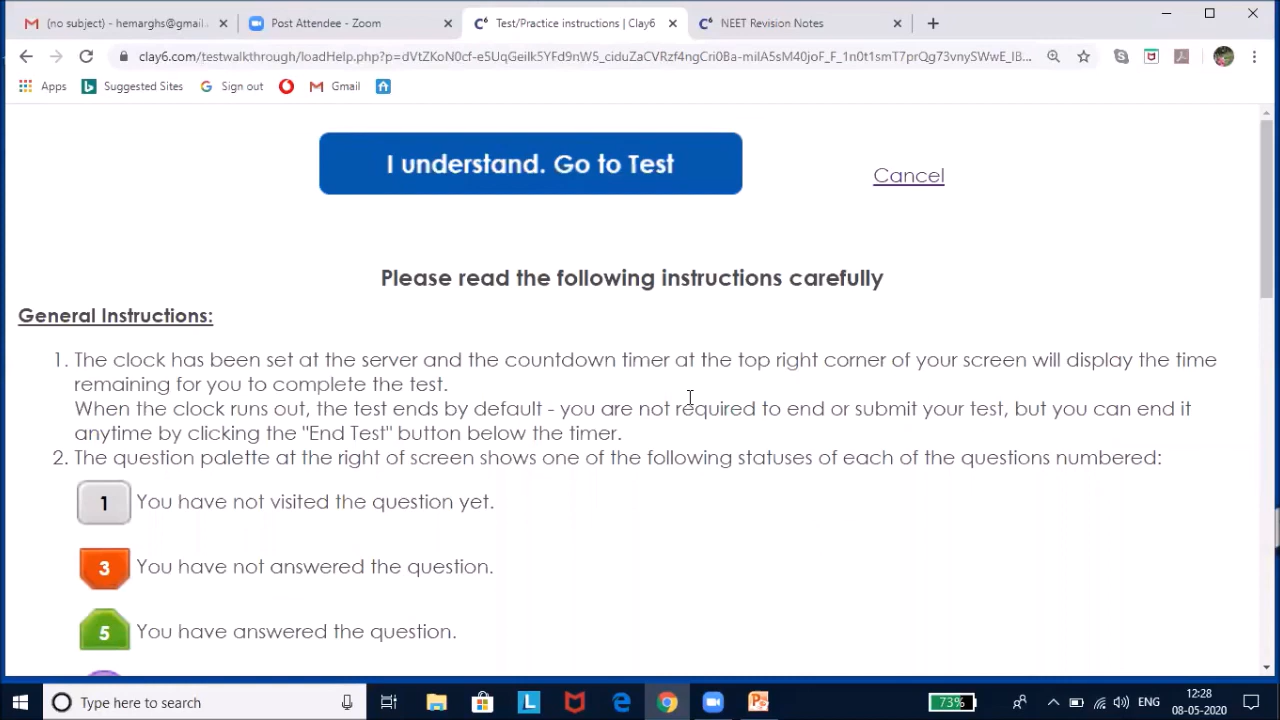 (no subject) - hemarghs@gmail.
Post Attendee - Zoom
Test/Practice instructions | Clay6
NEET Revision Notes
Apps
Suggested Sites
Sign out
Gmail
I understand. Go to Test
Cancel
Please read the following instructions carefully
General Instructions:
1. The clock has been set at the server and the countdown timer at the top right corner of your screen will display the time
remaining for you to complete the test.
When the clock runs out, the test ends by default - you are not required to end or submit your test, but you can end it
anytime by clicking the "End Test" button below the timer.
2. The question palette at the right of screen shows one of the following statuses of each of the questions numbered:
1 You have not visited the question yet.
3 You have not answered the question.
5 You have answered the question.
Type here to search
73%
ENG
12:28
08-05-2020